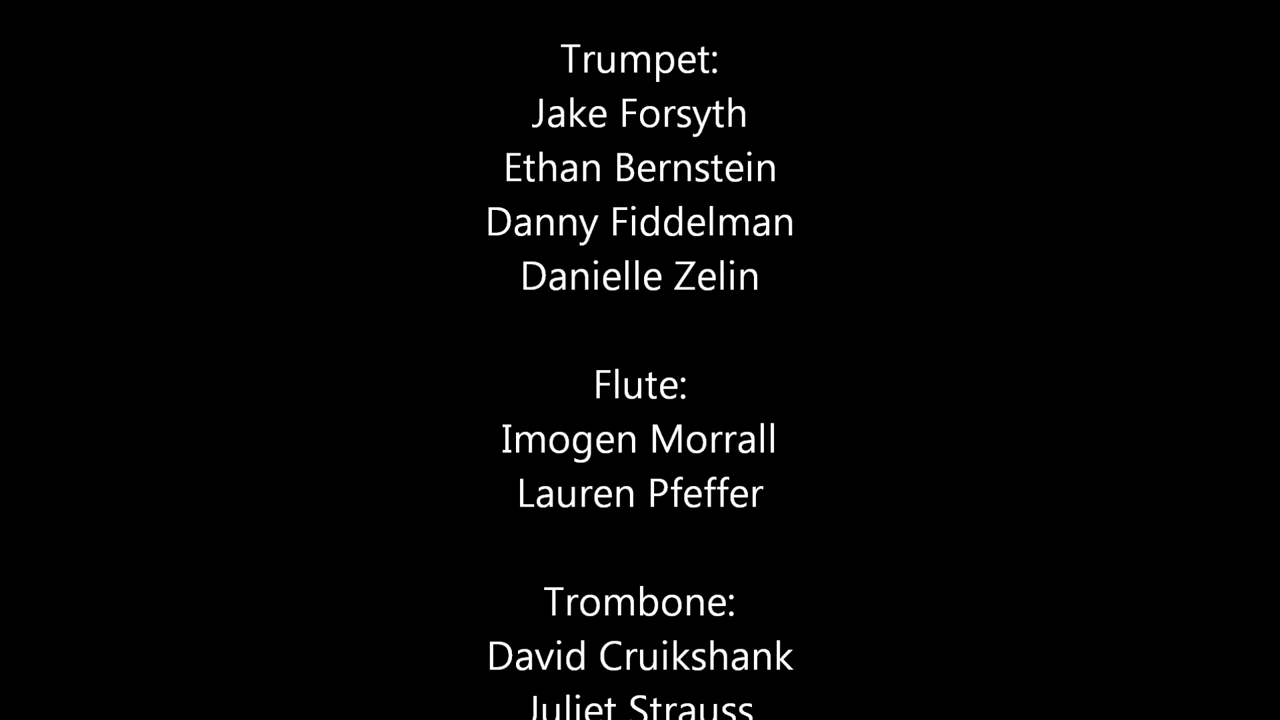 Trumpet:
Jake Forsyth
Ethan Bernstein
Danny Fiddelman
Danielle Zelin
Flute:
Imogen Morrall
Lauren Pfeffer
Trombone:
David Cruikshank
Juliet Strauss